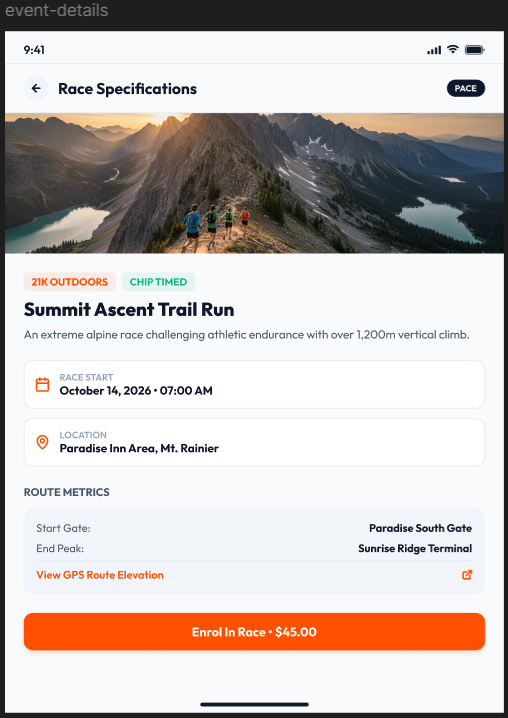 event-details
9:41
Race Specifications
PACE
21K OUTDOORS
CHIP TIMED
Summit Ascent Trail Run
An extreme alpine race challenging athletic endurance with over 1,200m vertical climb.
RACE START
October 14, 2026 • 07:00 AM
LOCATION
Paradise Inn Area, Mt. Rainier
ROUTE METRICS
Start Gate: Paradise South Gate
End Peak: Sunrise Ridge Terminal
View GPS Route Elevation
Enrol In Race • $45.00